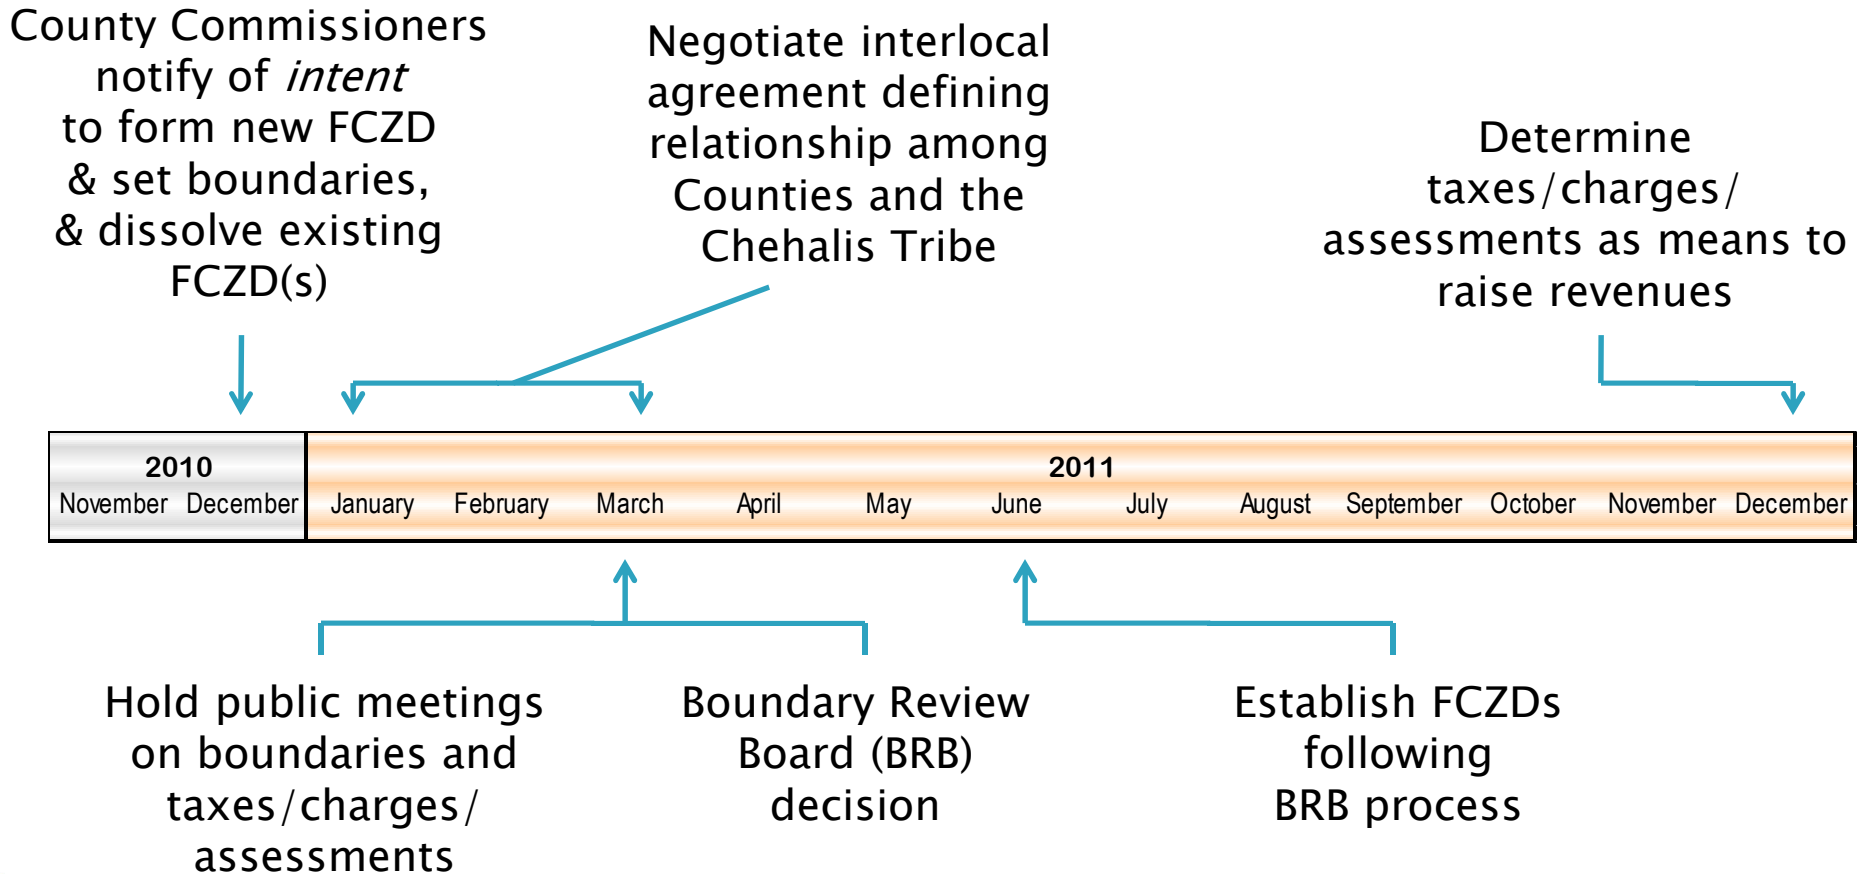 County Commissioners
notify of intent
to form new FCZD
& set boundaries,
& dissolve existing
FCZD(s)
Negotiate interlocal
agreement defining
relationship among
Counties and the
Chehalis Tribe
Determine
taxes/charges/
assessments as means to
raise revenues
2010
2011
November December January February March April May June July August September October November December
Hold public meetings
on boundaries and
taxes/charges/
assessments
Boundary Review
Board (BRB)
decision
Establish FCZDs
following
BRB process